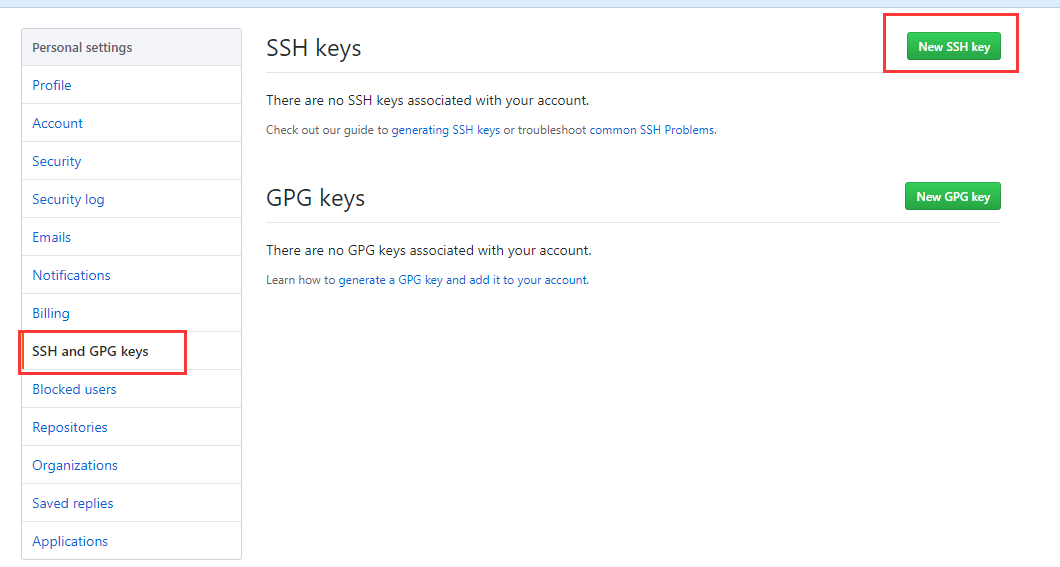 Personal settings
Profile
Account
Security
Security log
Emails
Notifications
Billing
SSH and GPG keys
Blocked users
Repositories
Organizations
Saved replies
Applications
SSH keys
New SSH key
There are no SSH keys associated with your account.
Check out our guide to generating SSH keys or troubleshoot common SSH Problems.
GPG keys
New GPG key
There are no GPG keys associated with your account.
Learn how to generate a GPG key and add it to your account.